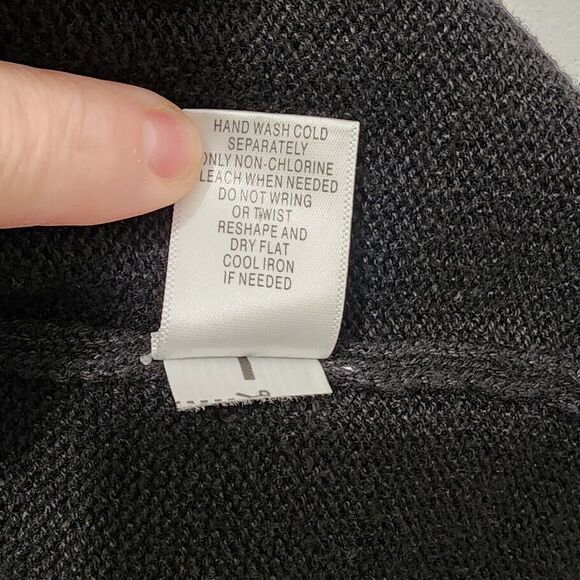 HAND WASH COLD
SEPARATELY
ONLY NON-CHLORINE
LEACH WHEN NEEDED
DO NOT WRING
OR TWIST
RESHAPE AND
DRY FLAT
COOL IRON
IF NEEDED